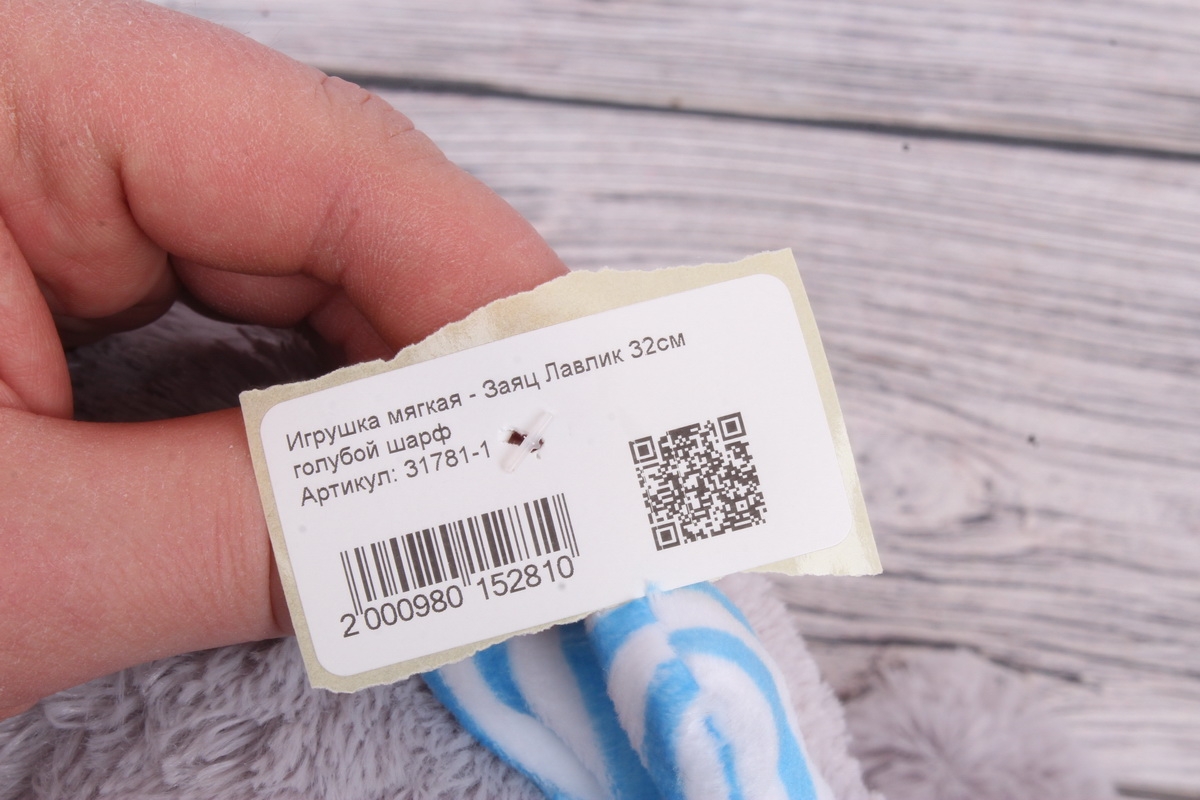 Игрушка мягкая - Заяц Лавлик 32см
голубой шарф
Артикул: 31781-1
2 000980 152810